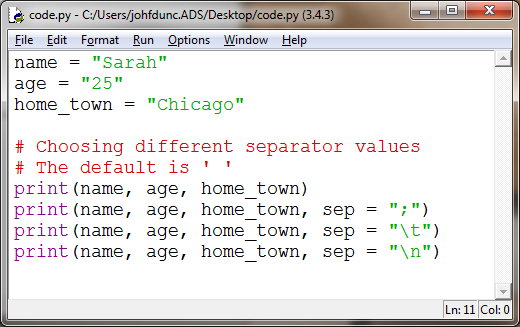 code.py - C:/Users/johfdunc.ADS/Desktop/code.py (3.4.3)
File Edit Format Run Options Window Help
name = "Sarah"
age = "25"
home_town = "Chicago"

# Choosing different separator values
# The default is ' '
print(name, age, home_town)
print(name, age, home_town, sep = ";")
print(name, age, home_town, sep = "\t")
print(name, age, home_town, sep = "\n")
Ln: 11 Col: 0